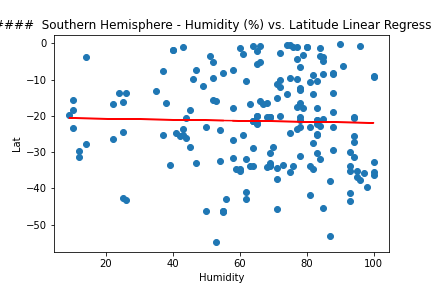 ####  Southern Hemisphere - Humidity (%) vs. Latitude Linear Regress
0
−10
−20
−30
−40
−50
Lat
20 40 60 80 100
Humidity